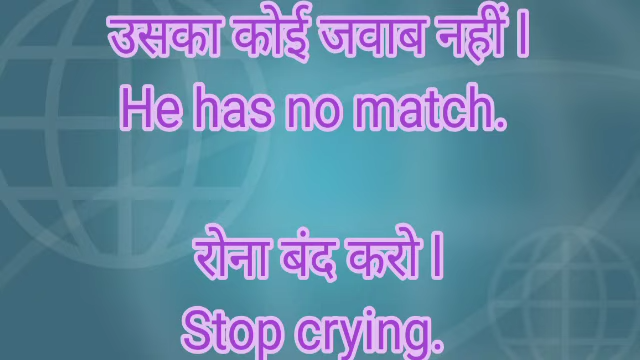 उसका कोई जवाब नहीं l
He has no match.
रोना बंद करो l
Stop crying.